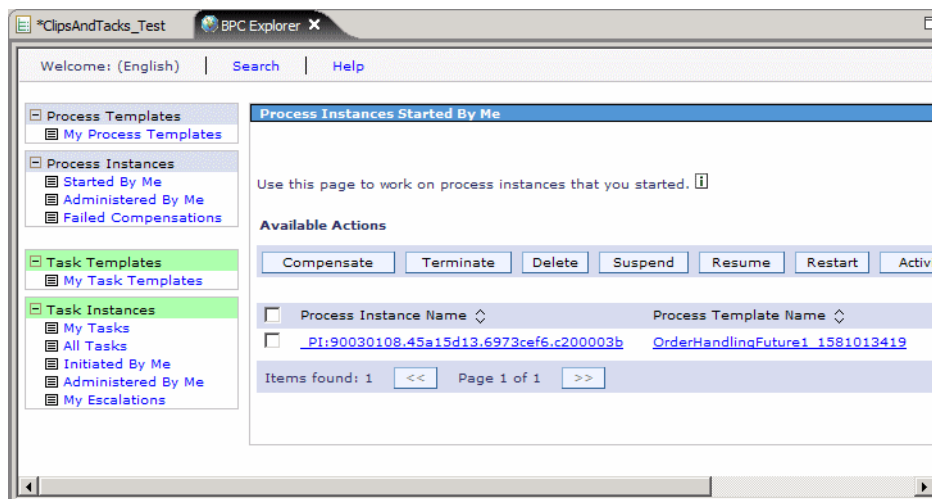 *ClipsAndTacks_Test BPC Explorer
Welcome: (English) Search Help
Process Templates
My Process Templates
Process Instances
Started By Me
Administered By Me
Failed Compensations
Task Templates
My Task Templates
Task Instances
My Tasks
All Tasks
Initiated By Me
Administered By Me
My Escalations
Process Instances Started By Me
Use this page to work on process instances that you started. i
Available Actions
Compensate Terminate Delete Suspend Resume Restart Activ
Process Instance Name Process Template Name
_PI:90030108.45a15d13.6973cef6.c200003b OrderHandlingFuture1_1581013419
Items found: 1 << Page 1 of 1 >>